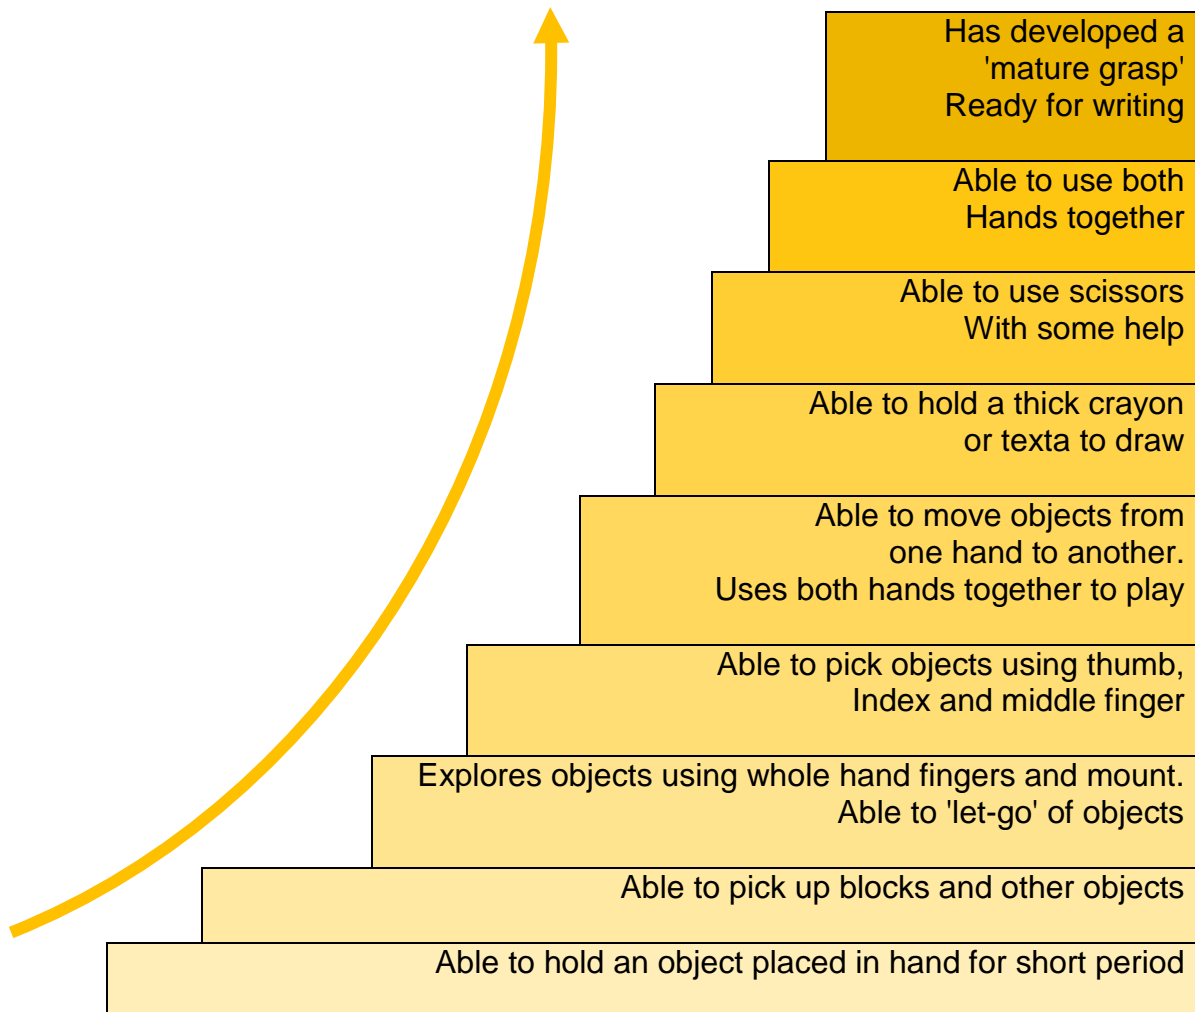 Has developed a
'mature grasp'
Ready for writing
Able to use both
Hands together
Able to use scissors
With some help
Able to hold a thick crayon
or texta to draw
Able to move objects from
one hand to another.
Uses both hands together to play
Able to pick objects using thumb,
Index and middle finger
Explores objects using whole hand fingers and mount.
Able to 'let-go' of objects
Able to pick up blocks and other objects
Able to hold an object placed in hand for short period